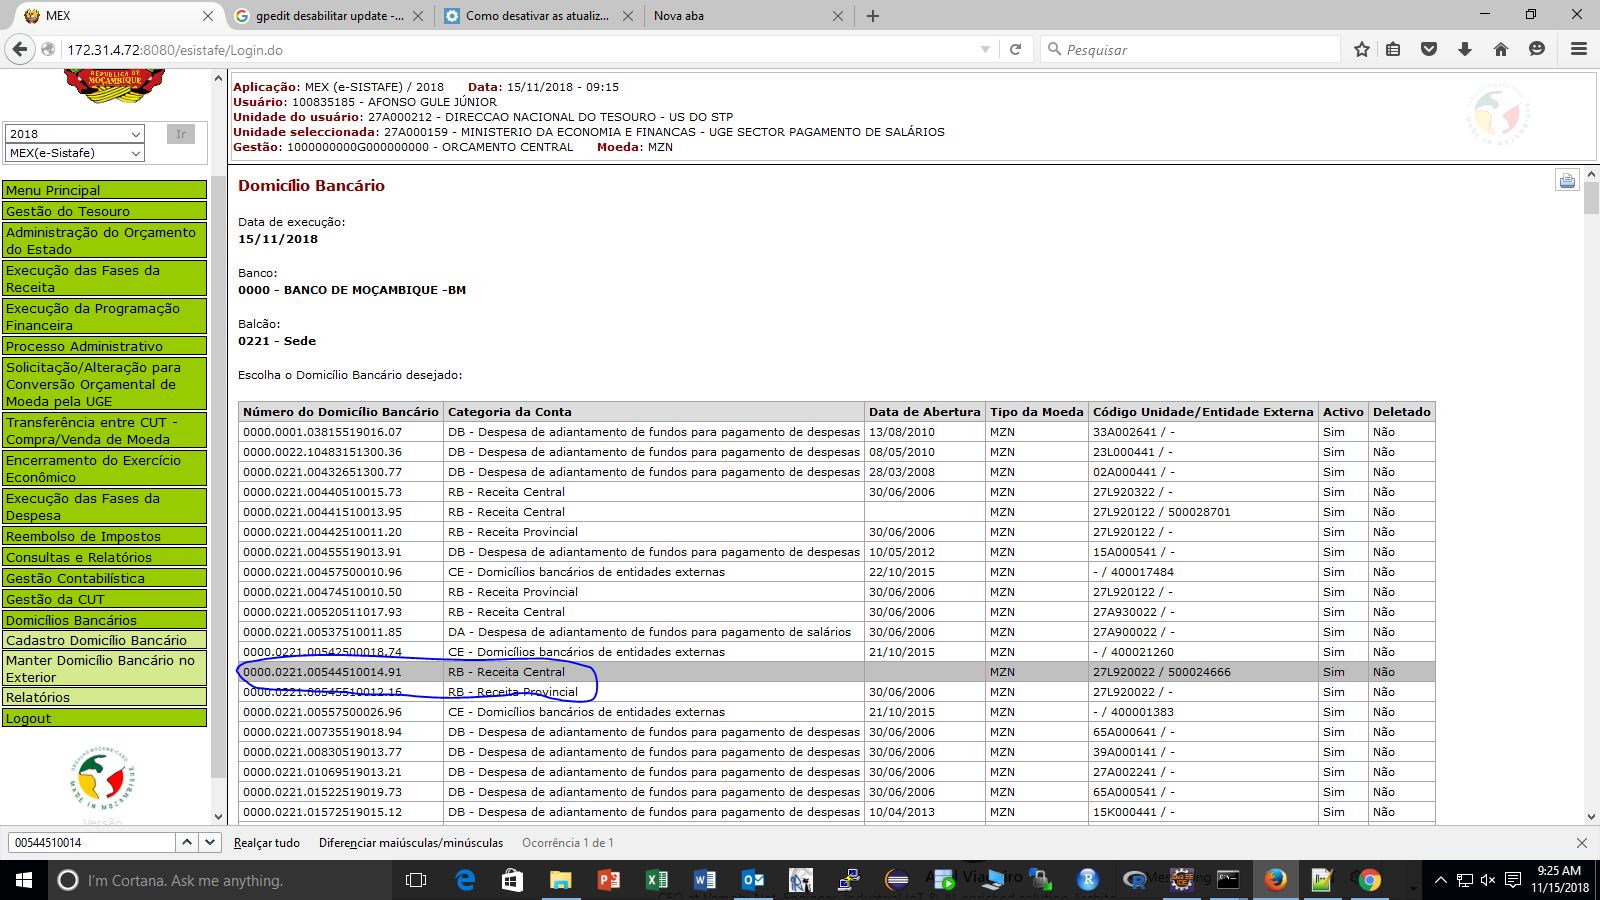 MEX
gpedit desabilitar update -...
Como desativar as atualiz...
Nova aba
172.31.4.72:8080/esistafe/Login.do
Pesquisar
REPUBLICA DE
MOÇAMBIQUE
2018
Ir
MEX(e-Sistafe)
Menu Principal
Gestão do Tesouro
Administração do Orçamento
do Estado
Execução das Fases da
Receita
Execução da Programação
Financeira
Processo Administrativo
Solicitação/Alteração para
Conversão Orçamental de
Moeda pela UGE
Transferência entre CUT -
Compra/Venda de Moeda
Encerramento do Exercício
Econômico
Execução das Fases da
Despesa
Reembolso de Impostos
Consultas e Relatórios
Gestão Contabilística
Gestão da CUT
Domicílios Bancários
Cadastro Domicílio Bancário
Manter Domicílio Bancário no
Exterior
Relatórios
Logout
MADE IN MOZAMBIQUE
Versão
Aplicação: MEX (e-SISTAFE) / 2018 Data: 15/11/2018 - 09:15
Usuário: 100835185 - AFONSO GULE JÚNIOR
Unidade do usuário: 27A000212 - DIRECCAO NACIONAL DO TESOURO - US DO STP
Unidade seleccionada: 27A000159 - MINISTERIO DA ECONOMIA E FINANCAS - UGE SECTOR PAGAMENTO DE SALÁRIOS
Gestão: 1000000000G000000000 - ORCAMENTO CENTRAL Moeda: MZN
Domicílio Bancário
Data de execução:
15/11/2018
Banco:
0000 - BANCO DE MOÇAMBIQUE -BM
Balcão:
0221 - Sede
Escolha o Domicílio Bancário desejado:
Número do Domicílio Bancário Categoria da Conta Data de Abertura Tipo da Moeda Código Unidade/Entidade Externa Activo Deletado
0000.0001.03815519016.07 DB - Despesa de adiantamento de fundos para pagamento de despesas 13/08/2010 MZN 33A002641 / - Sim Não
0000.0022.10483151300.36 DB - Despesa de adiantamento de fundos para pagamento de despesas 08/05/2010 MZN 23L000441 / - Sim Não
0000.0221.00432651300.77 DB - Despesa de adiantamento de fundos para pagamento de despesas 28/03/2008 MZN 02A000441 / - Sim Não
0000.0221.00440510015.73 RB - Receita Central 30/06/2006 MZN 27L920322 / - Sim Não
0000.0221.00441510013.95 RB - Receita Central MZN 27L920122 / 500028701 Sim Não
0000.0221.00442510011.20 RB - Receita Provincial 30/06/2006 MZN 27L920122 / - Sim Não
0000.0221.00455519013.91 DB - Despesa de adiantamento de fundos para pagamento de despesas 10/05/2012 MZN 15A000541 / - Sim Não
0000.0221.00457500010.96 CE - Domicílios bancários de entidades externas 22/10/2015 MZN - / 400017484 Sim Não
0000.0221.00474510010.50 RB - Receita Provincial 30/06/2006 MZN 27L920122 / - Sim Não
0000.0221.00520511017.93 RB - Receita Central 30/06/2006 MZN 27A930022 / - Sim Não
0000.0221.00537510011.85 DA - Despesa de adiantamento de fundos para pagamento de salários 30/06/2006 MZN 27A900022 / - Sim Não
0000.0221.00542500018.74 CE - Domicílios bancários de entidades externas 21/10/2015 MZN - / 400021260 Sim Não
0000.0221.00544510014.91 RB - Receita Central MZN 27L920022 / 500024666 Sim Não
0000.0221.00545510012.16 RB - Receita Provincial 30/06/2006 MZN 27L920022 / - Sim Não
0000.0221.00557500026.96 CE - Domicílios bancários de entidades externas 21/10/2015 MZN - / 400001383 Sim Não
0000.0221.00735519018.94 DB - Despesa de adiantamento de fundos para pagamento de despesas 30/06/2006 MZN 65A000641 / - Sim Não
0000.0221.00830519013.77 DB - Despesa de adiantamento de fundos para pagamento de despesas 30/06/2006 MZN 39A000141 / - Sim Não
0000.0221.01069519013.21 DB - Despesa de adiantamento de fundos para pagamento de despesas 30/06/2006 MZN 27A002241 / - Sim Não
0000.0221.01522519019.73 DB - Despesa de adiantamento de fundos para pagamento de despesas 30/06/2006 MZN 65A000541 / - Sim Não
0000.0221.01572519015.12 DB - Despesa de adiantamento de fundos para pagamento de despesas 10/04/2013 MZN 15K000441 / - Sim Não
00544510014 Realçar tudo Diferenciar maiúsculas/minúsculas Ocorrência 1 de 1
I'm Cortana. Ask me anything.
9:25 AM
11/15/2018